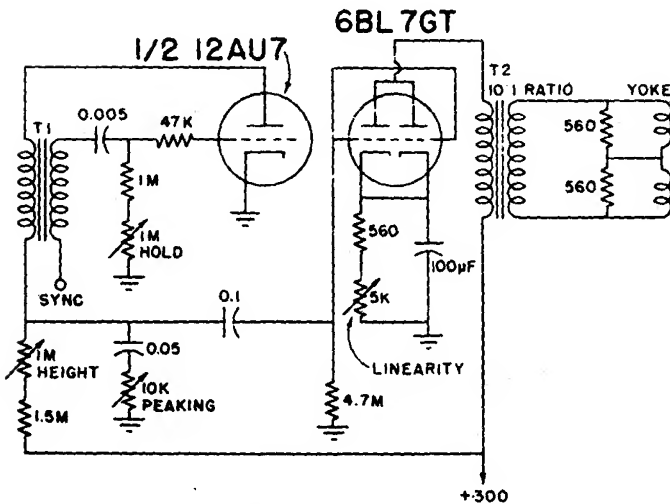 6BL7GT
1/2 12AU7
T2
10:1 RATIO
YOKE
0.005
47K
T1
560
560
1M
1M
HOLD
560
100µF
SYNC
5K
0.1
LINEARITY
1M
HEIGHT
0.05
10K
PEAKING
1.5M
4.7M
+300